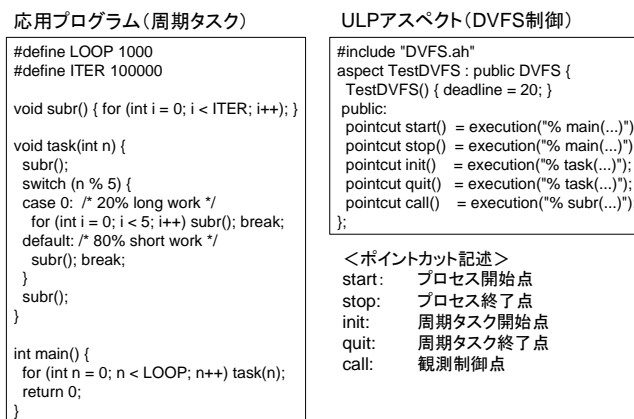 応用プログラム(周期タスク)
#define LOOP 1000
#define ITER 100000
void subr() { for (int i = 0; i < ITER; i++); }
void task(int n) {
subr();
switch (n % 5) {
case 0: /* 20% long work */
for (int i = 0; i < 5; i++) subr(); break;
default: /* 80% short work */
subr(); break;
}
subr();
}
int main() {
for (int n = 0; n < LOOP; n++) task(n);
return 0;
}
ULPアスペクト(DVFS制御)
#include "DVFS.ah"
aspect TestDVFS : public DVFS {
TestDVFS() { deadline = 20; }
public:
pointcut start() = execution("% main(...)")
pointcut stop() = execution("% main(...)")
pointcut init() = execution("% task(...)");
pointcut quit() = execution("% task(...)");
pointcut call() = execution("% subr(...)")
};
<ポイントカット記述>
start: プロセス開始点
stop: プロセス終了点
init: 周期タスク開始点
quit: 周期タスク終了点
call: 観測制御点